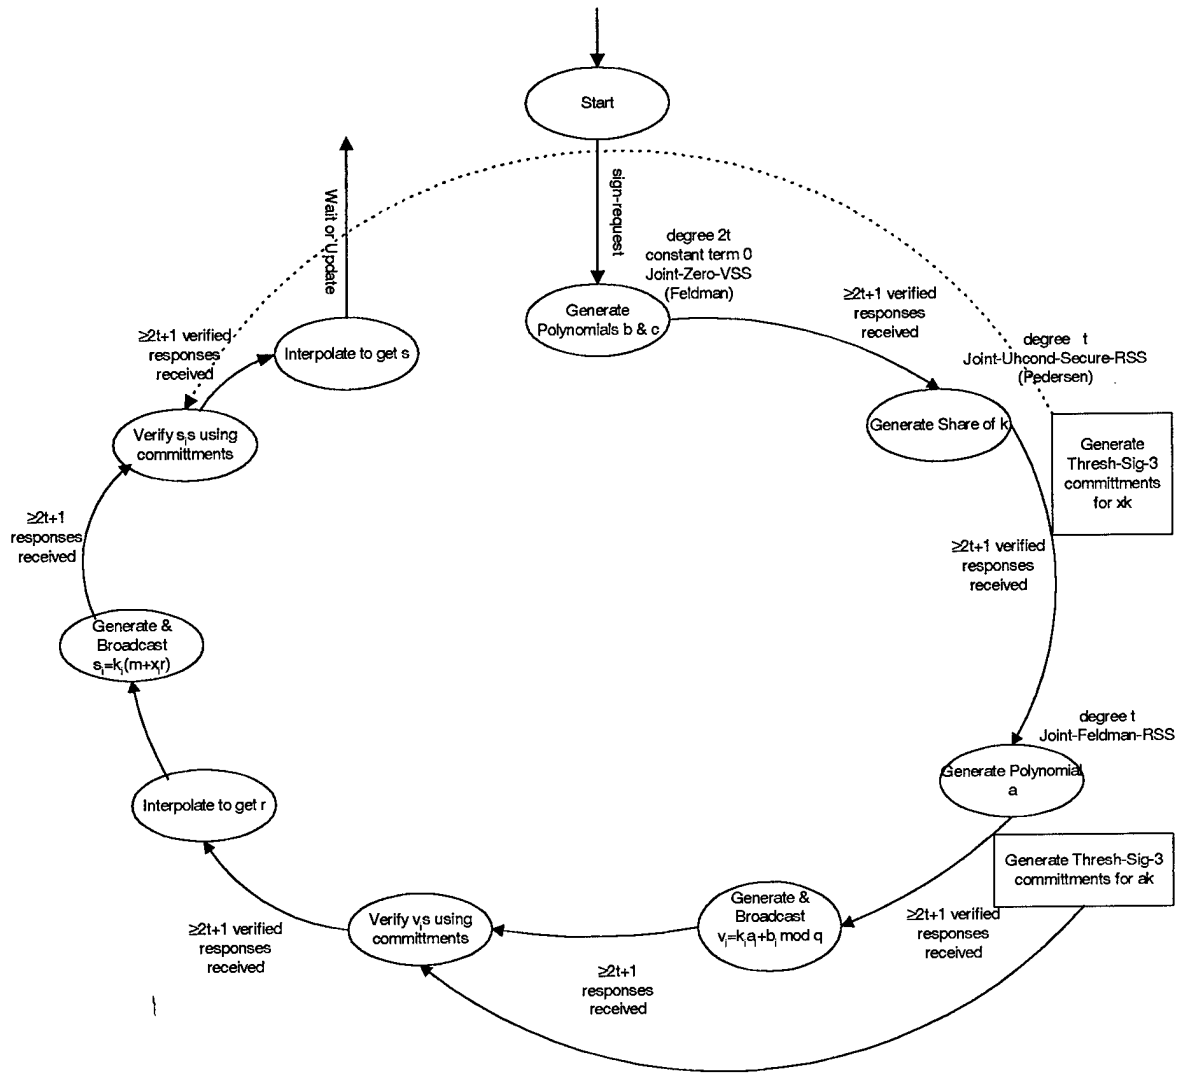 Start
sign-request
degree 2t
constant term 0
Joint-Zero-VSS
(Feldman)
Generate
Polynomials b & c
≥2t+1 verified
responses
received
degree t
Joint-Uncond-Secure-RSS
(Pedersen)
Generate Share of k
Generate
Thresh-Sig-3
committments
for xk
≥2t+1 verified
responses
received
degree t
Joint-Feldman-RSS
Generate Polynomial
a
Generate Thresh-Sig-3
committments for ak
≥2t+1 verified
responses
received
Generate &
Broadcast
vᵢ=kᵢaᵢ+bᵢ mod q
≥2t+1
responses
received
Verify vᵢs using
committments
≥2t+1 verified
responses
received
Interpolate to get r
Generate &
Broadcast
sᵢ=kᵢ(m+xᵢr)
≥2t+1
responses
received
Verify sᵢs using
committments
≥2t+1 verified
responses
received
Interpolate to get s
Wait or Update